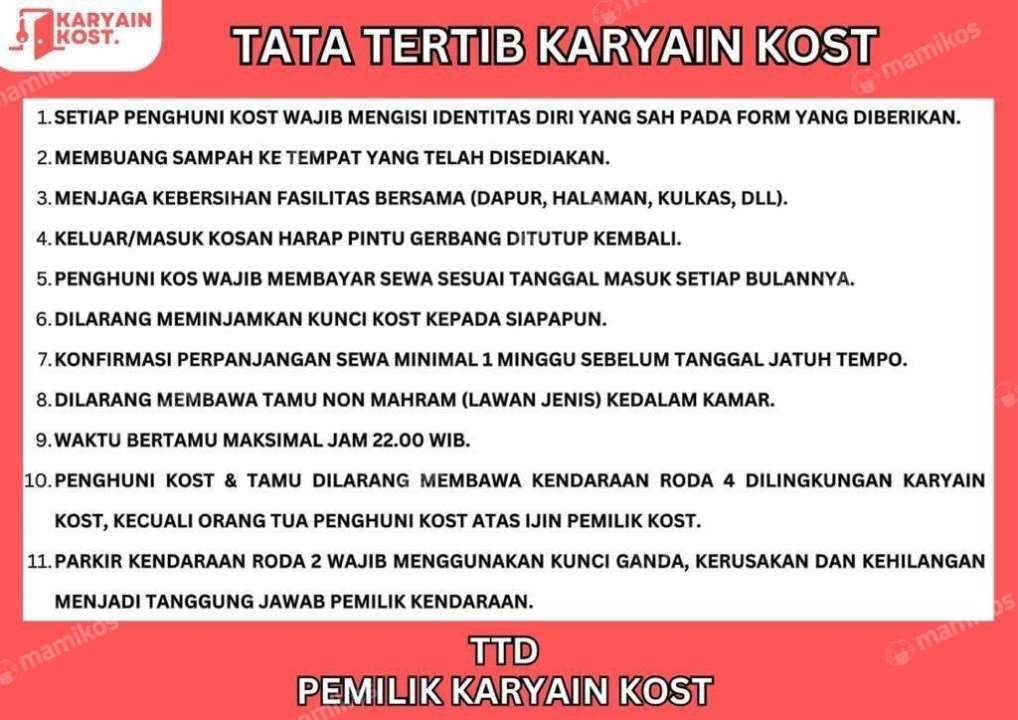 KARYAIN
KOST.
TATA TERTIB KARYAIN KOST
1. SETIAP PENGHUNI KOST WAJIB MENGISI IDENTITAS DIRI YANG SAH PADA FORM YANG DIBERIKAN.
2. MEMBUANG SAMPAH KE TEMPAT YANG TELAH DISEDIAKAN.
3. MENJAGA KEBERSIHAN FASILITAS BERSAMA (DAPUR, HALAMAN, KULKAS, DLL).
4. KELUAR/MASUK KOSAN HARAP PINTU GERBANG DITUTUP KEMBALI.
5. PENGHUNI KOS WAJIB MEMBAYAR SEWA SESUAI TANGGAL MASUK SETIAP BULANNYA.
6. DILARANG MEMINJAMKAN KUNCI KOST KEPADA SIAPAPUN.
7. KONFIRMASI PERPANJANGAN SEWA MINIMAL 1 MINGGU SEBELUM TANGGAL JATUH TEMPO.
8. DILARANG MEMBAWA TAMU NON MAHRAM (LAWAN JENIS) KEDALAM KAMAR.
9. WAKTU BERTAMU MAKSIMAL JAM 22.00 WIB.
10. PENGHUNI KOST & TAMU DILARANG MEMBAWA KENDARAAN RODA 4 DILINGKUNGAN KARYAIN
KOST, KECUALI ORANG TUA PENGHUNI KOST ATAS IJIN PEMILIK KOST.
11. PARKIR KENDARAAN RODA 2 WAJIB MENGGUNAKAN KUNCI GANDA, KERUSAKAN DAN KEHILANGAN
MENJADI TANGGUNG JAWAB PEMILIK KENDARAAN.
TTD
PEMILIK KARYAIN KOST
mamikos
mamikos